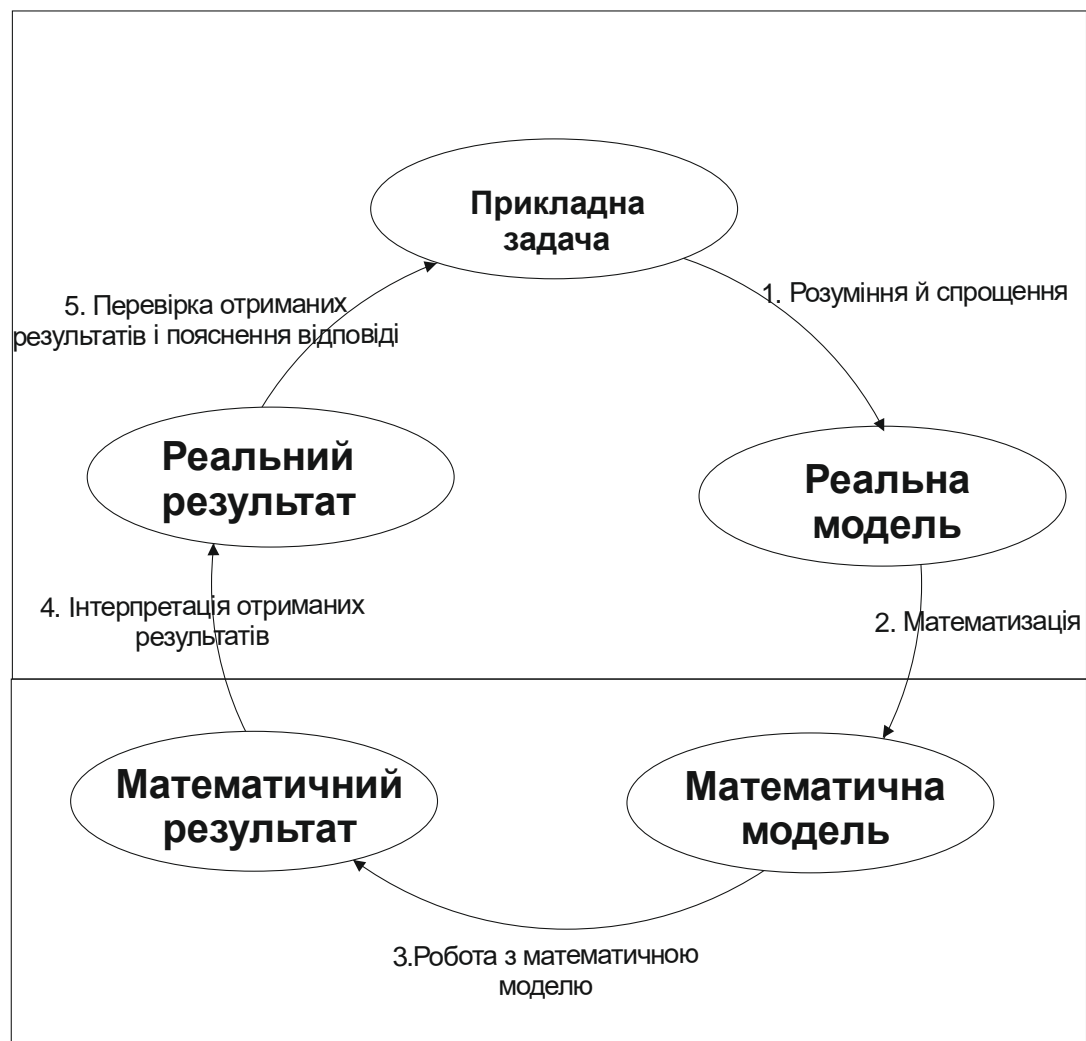 Прикладна
задача
1. Розуміння й спрощення
5. Перевірка отриманих
результатів і пояснення відповіді
Реальний
результат
Реальна
модель
4. Інтерпретація отриманих
результатів
2. Математизація
Математичний
результат
Математична
модель
3.Робота з математичною
моделю